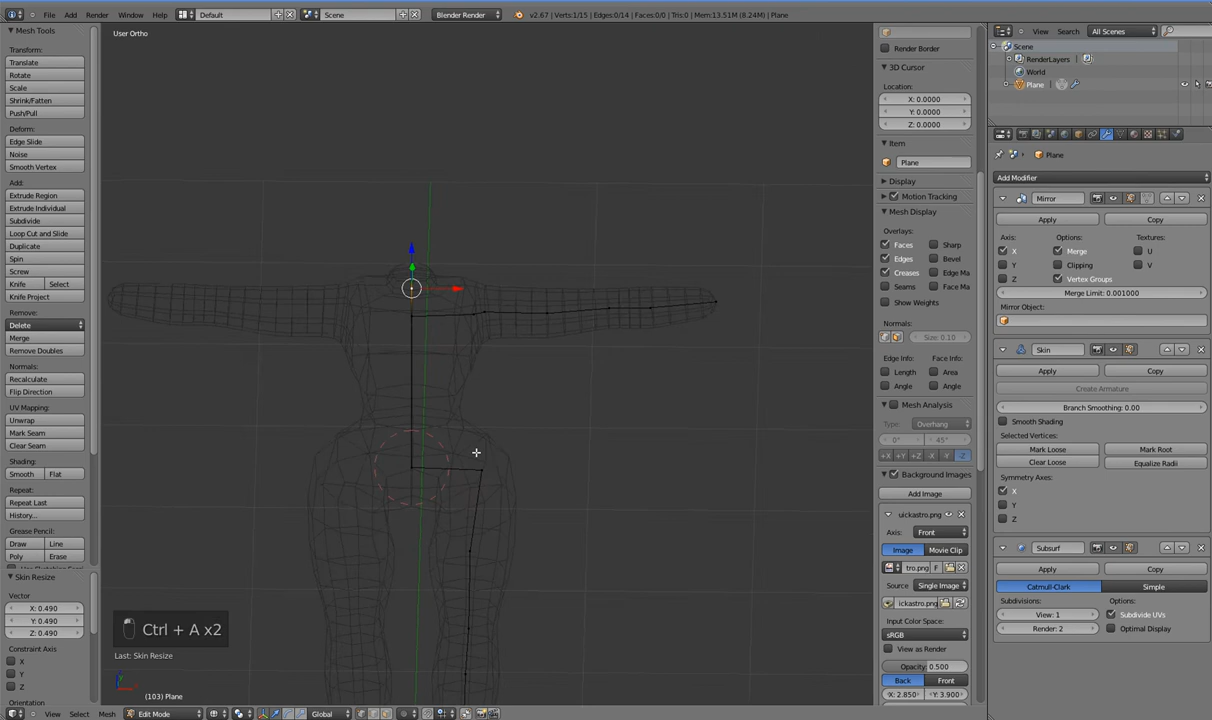 File Add Render Window Help
Default
Scene
Blender Render
v2.67 | Verts:1/15 | Edges:0/14 | Faces:0/0 | Tris:0 | Mem:13.51M (8.24M) | Plane
Mesh Tools
Transform:
Translate
Rotate
Scale
Shrink/Fatten
Push/Pull
Deform:
Edge Slide
Noise
Smooth Vertex
Add:
Extrude Region
Extrude Individual
Subdivide
Loop Cut and Slide
Duplicate
Spin
Screw
Knife Select
Knife Project
Remove:
Delete
Merge
Remove Doubles
Normals:
Recalculate
Flip Direction
UV Mapping:
Unwrap
Mark Seam
Clear Seam
Shading:
Smooth Flat
Repeat:
Repeat Last
History...
Grease Pencil:
Draw Line
Poly Erase
Skin Resize
Vector
X: 0.490
Y: 0.490
Z: 0.490
Constraint Axis
X
Y
Z
Orientation
User Ortho
Ctrl + A x2
Last: Skin Resize
(103) Plane
View Select Mesh
Edit Mode
Global
Render Border
3D Cursor
Location:
X: 0.0000
Y: 0.0000
Z: 0.0000
Item
Plane
Display
Motion Tracking
Mesh Display
Overlays:
Faces Sharp
Edges Bevel
Creases Edge Ma
Seams Face Ma
Show Weights
Normals:
Size: 0.10
Edge Info: Face Info:
Length Area
Angle Angle
Mesh Analysis
Type: Overhang
0° 45°
+X +Y +Z -X -Y -Z
Background Images
Add Image
uickastro.png
Axis: Front
Image Movie Clip
tro.png F
Source: Single Image
ickastro.png
Input Color Space:
sRGB
View as Render
Opacity 0.500
Back Front
X: 2.850 Y: 3.900
View Search All Scenes
Scene
RenderLayers
World
Plane
Plane
Add Modifier
Mirror
Apply Copy
Axis: Options: Textures:
X Merge U
Y Clipping V
Z Vertex Groups
Merge Limit: 0.001000
Mirror Object:
Skin
Apply Copy
Create Armature
Branch Smoothing: 0.00
Smooth Shading
Selected Vertices:
Mark Loose Mark Root
Clear Loose Equalize Radii
Symmetry Axes:
X
Y
Z
Subsurf
Apply Copy
Catmull-Clark Simple
Subdivisions: Options:
View: 1 Subdivide UVs
Render: 2 Optimal Display